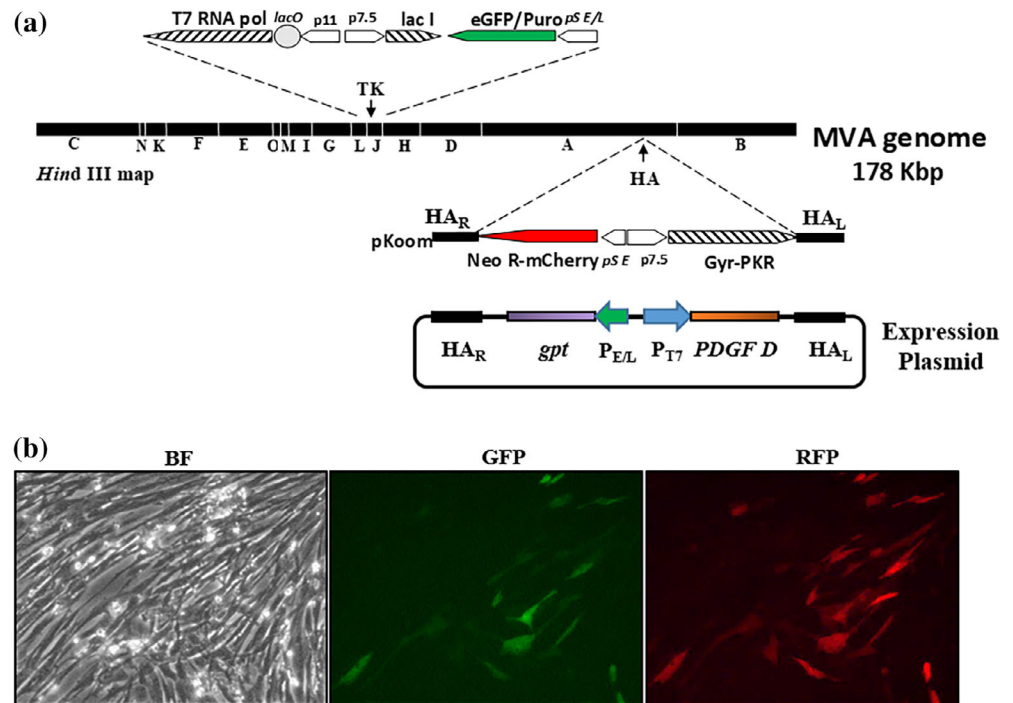 (a)
T7 RNA pol lacO p11 p7.5 lac I eGFP/Puro pS E/L
TK
C N K F E O M I G L J H D A B
MVA genome
178 Kbp
Hind III map
HA
HAR HAL
pKoom
Neo R-mCherry pS E p7.5 Gyr-PKR
HAR gpt PE/L PT7 PDGF D HAL
Expression
Plasmid
(b)
BF GFP RFP